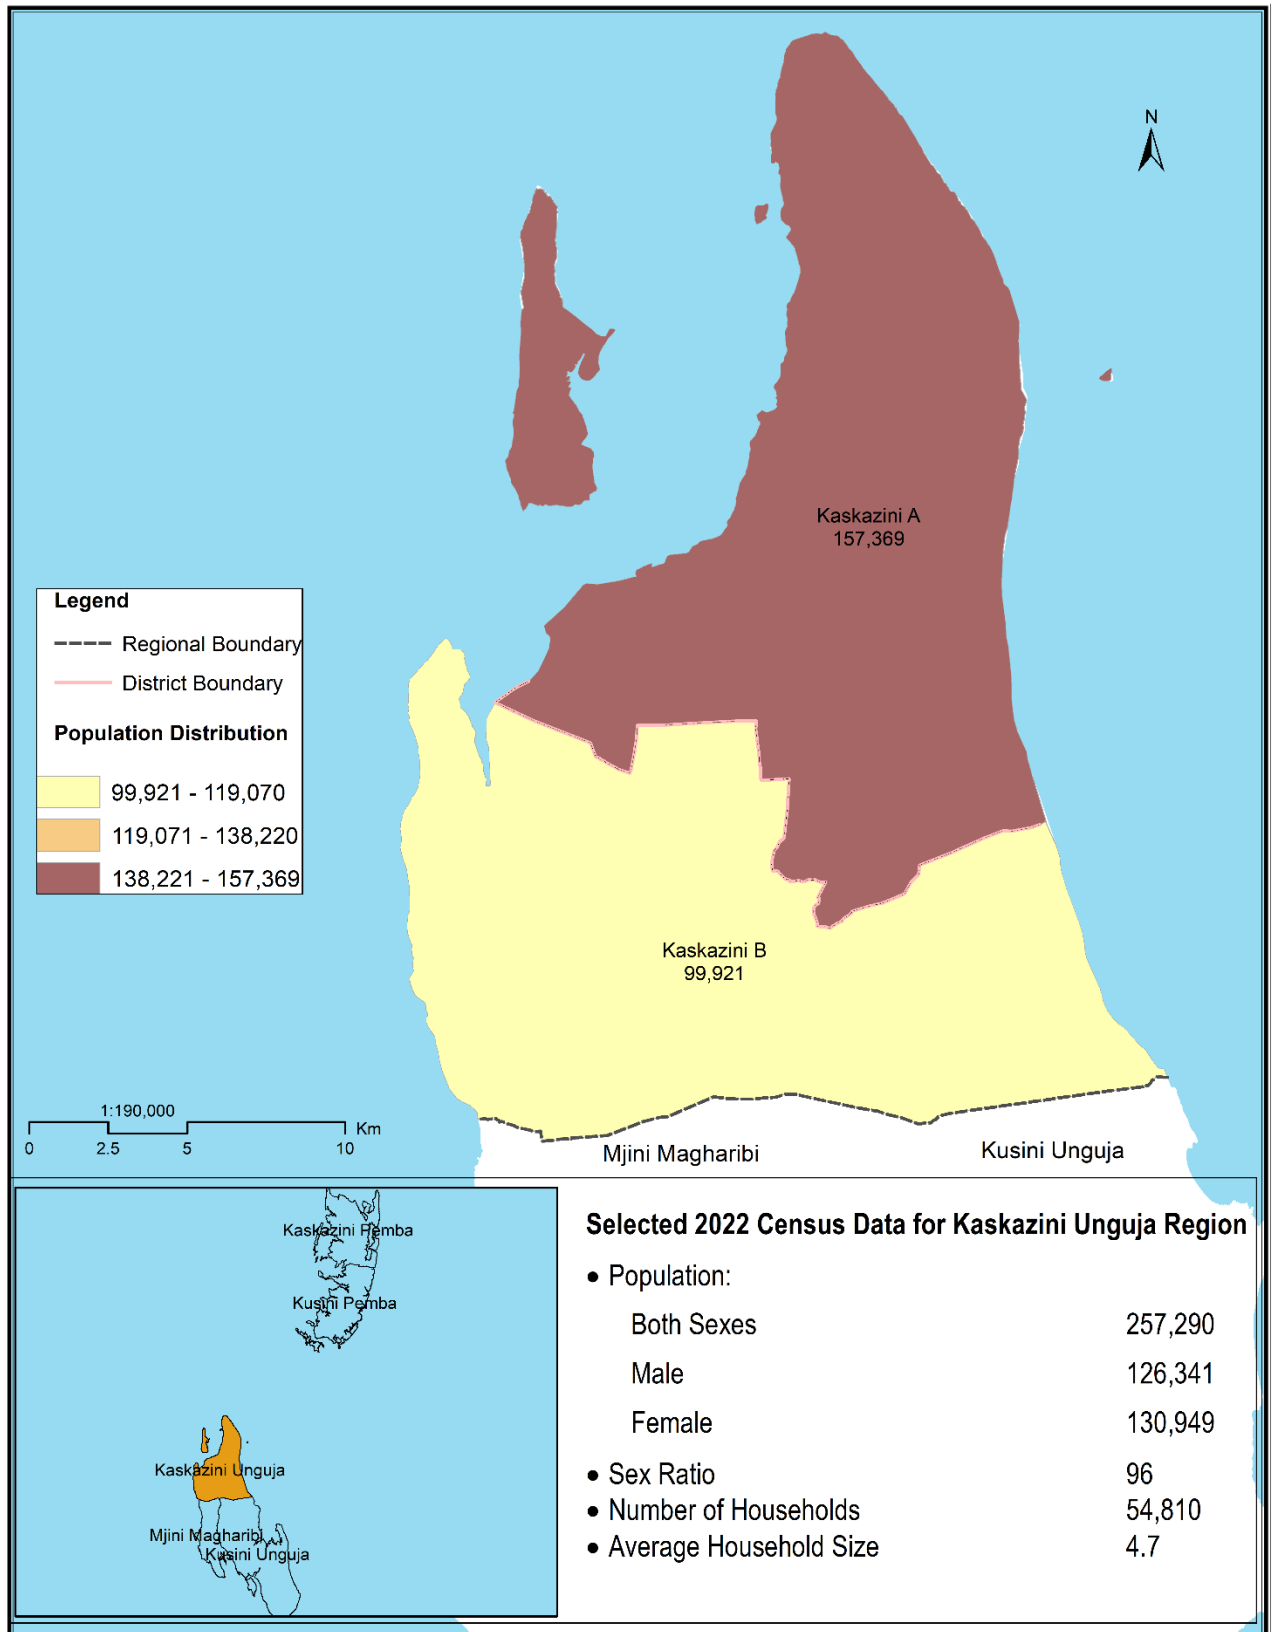 N
Kaskazini A
157,369
Legend
Regional Boundary
District Boundary
Population Distribution
99,921 - 119,070
119,071 - 138,220
138,221 - 157,369
Kaskazini B
99,921
1:190,000
Km
0 2.5 5 10
Mjini Magharibi
Kusini Unguja
Kaskazini Pemba
Kusini Pemba
Kaskazini Unguja
Mjini Magharibi
Kusini Unguja
Selected 2022 Census Data for Kaskazini Unguja Region
• Population:
Both Sexes 257,290
Male 126,341
Female 130,949
• Sex Ratio 96
• Number of Households 54,810
• Average Household Size 4.7